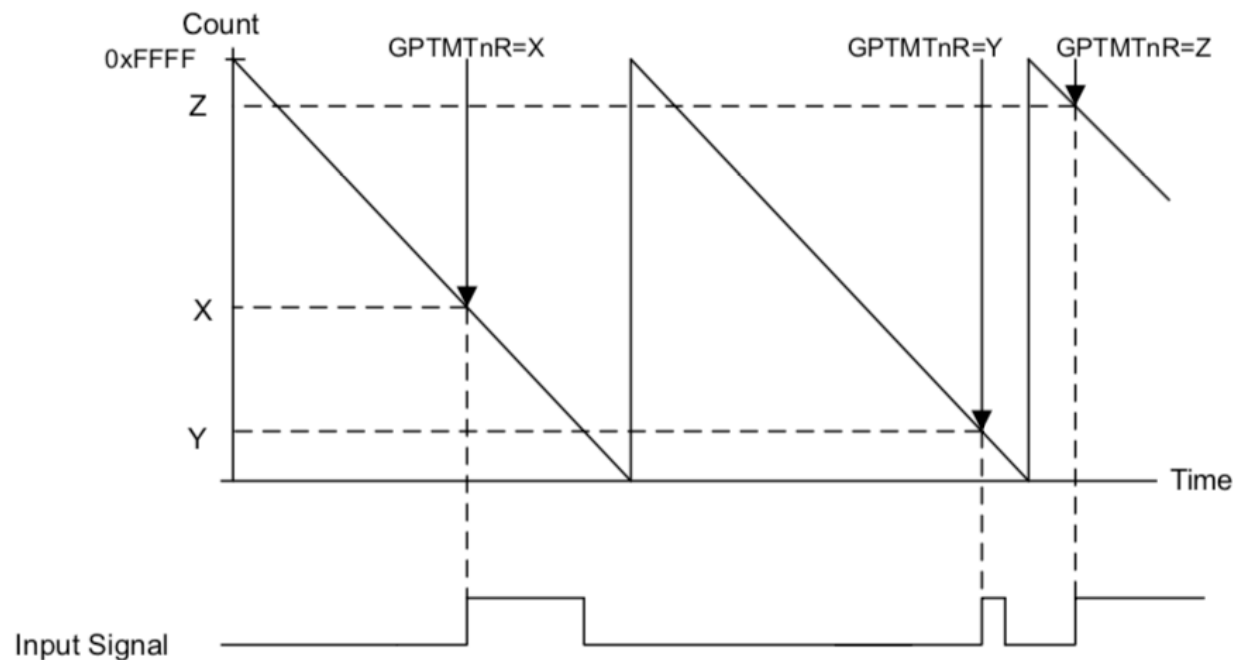 Count
0xFFFF
GPTMTnR=X
GPTMTnR=Y
GPTMTnR=Z
Z
X
Y
Time
Input Signal